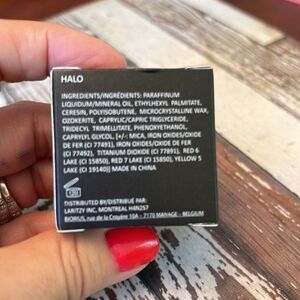 HALO
INGREDIENTS/INGRÉDIENTS: PARAFFINUM
LIQUIDUM/MINERAL OIL, ETHYLHEXYL PALMITATE,
CERESIN, POLYISOBUTENE, MICROCRYSTALLINE WAX,
OZOKERITE, CAPRYLIC/CAPRIC TRIGLYCERIDE,
TRIDECYL TRIMELLITATE, PHENOXYETHANOL,
CAPRYLYL GLYCOL, [+/-: MICA, IRON OXIDES/OXIDE
DE FER (CI 77491), IRON OXIDES/OXIDE DE FER
(CI 77492), TITANIUM DIOXIDE (CI 77891), RED 6
LAKE (CI 15850), RED 7 LAKE (CI 15850), YELLOW 5
LAKE (CI 19140)] MADE IN CHINA
DISTRIBUTED BY/DISTRIBUÉ PAR:
LARITZY INC. MONTREAL H4N2S7
BIORIUS, rue de la Croyère 10A - 7170 MANAGE - BELGIUM